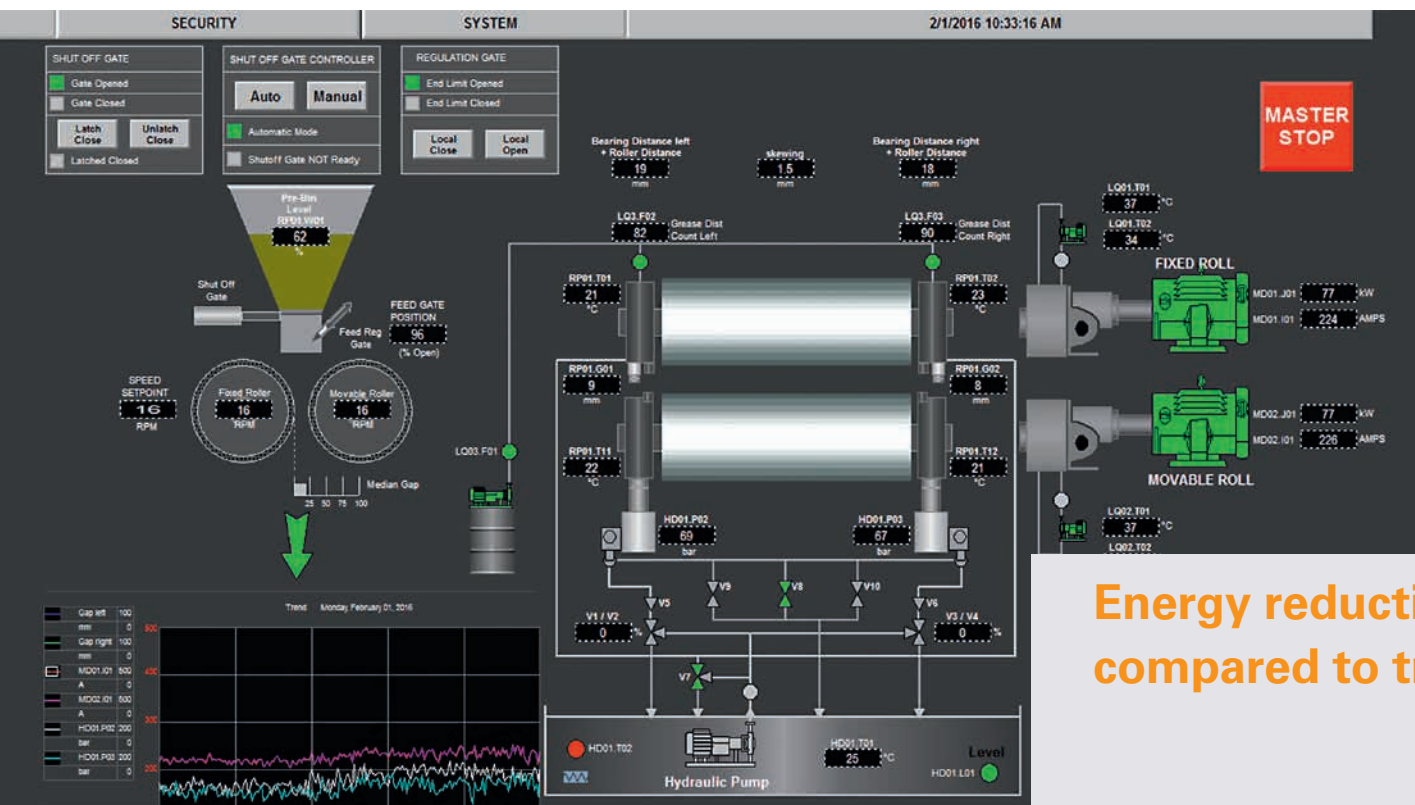 SECURITY
SYSTEM
2/1/2016 10:33:16 AM
SHUT OFF GATE
Gate Opened
Gate Closed
Latch Close
Unlatch Close
Latched Closed
SHUT OFF GATE CONTROLLER
Auto
Manual
Automatic Mode
Shutoff Gate NOT Ready
REGULATION GATE
End Limit Opened
End Limit Closed
Local Close
Local Open
MASTER
STOP
Bearing Distance left
+ Roller Distance
19
mm
skewing
1.5
mm
Bearing Distance right
+ Roller Distance
18
mm
Pre-Bin
Level
RP01.W01
62
%
LQ3.F02
82
Grease Dist
Count Left
LQ3.F03
90
Grease Dist
Count Right
LQ01.T01
37 °C
LQ01.T02
34 °C
FIXED ROLL
MD01.J01 77 kW
MD01.I01 224 AMPS
RP01.T01
21
°C
RP01.T02
23
°C
Shut Off
Gate
FEED GATE
POSITION
96
(% Open)
Feed Reg
Gate
RP01.G01
9
mm
RP01.G02
8
mm
SPEED
SETPOINT
16
RPM
Fixed Roller
16
RPM
Movable Roller
16
RPM
MD02.J01 77 kW
MD02.I01 226 AMPS
MOVABLE ROLL
LQ03.F01
RP01.T11
22
°C
RP01.T12
21
°C
Median Gap
25 50 75 100
LQ02.T01
37 °C
LQ02.T02
HD01.P02
69
bar
HD01.P03
67
bar
V9
V8
V10
V5
V6
V1 / V2
0 %
V3 / V4
0 %
V7
HD01.T02
Hydraulic Pump
HD01.T01
25 °C
Level
HD01.L01
Trend Monday, February 01, 2016
Gap left 100
mm 0
Gap right 100
mm 0
MD01.I01 500
A 0
MD02.I01 500
A 0
HD01.P02 200
bar 0
HD01.P03 200
bar 0
500
400
300
200
Energy reducti
compared to tr